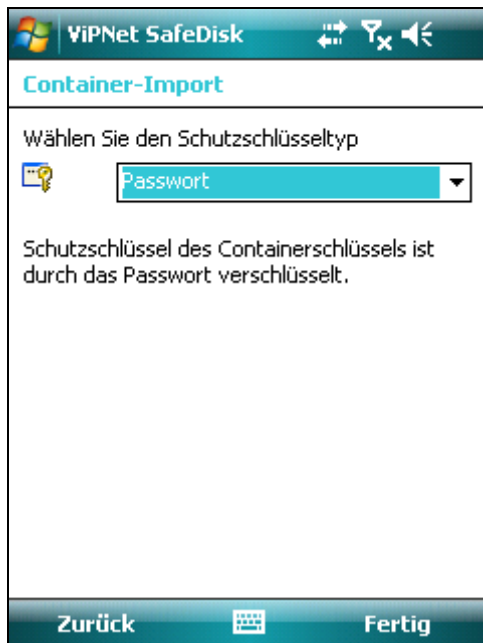 ViPNet SafeDisk
Container-Import
Wählen Sie den Schutzschlüsseltyp
Passwort
Schutzschlüssel des Containerschlüssels ist
durch das Passwort verschlüsselt.
Zurück Fertig